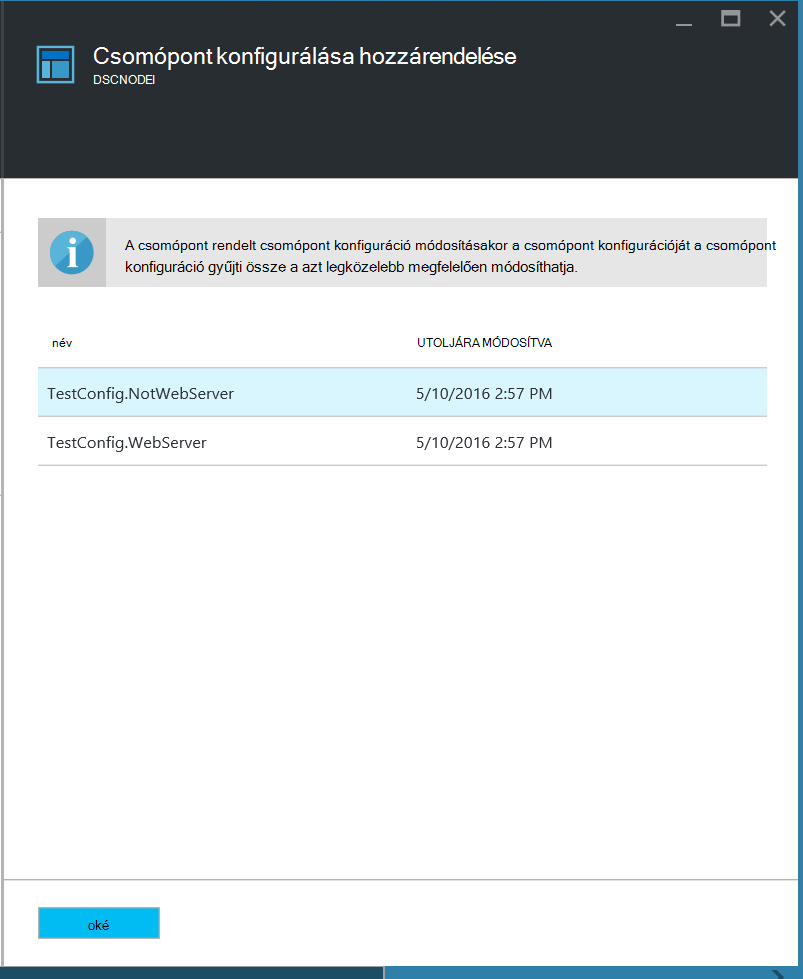 Csomópont konfigurálása hozzárendelése
DSCNODEI
A csomópont rendelt csomópont konfiguráció módosításakor a csomópont konfigurációját a csomópont
konfiguráció gyűjti össze a azt legközelebb megfelelően módosíthatja.
név UTOLJÁRA MÓDOSÍTVA
TestConfig.NotWebServer 5/10/2016 2:57 PM
TestConfig.WebServer 5/10/2016 2:57 PM
oké